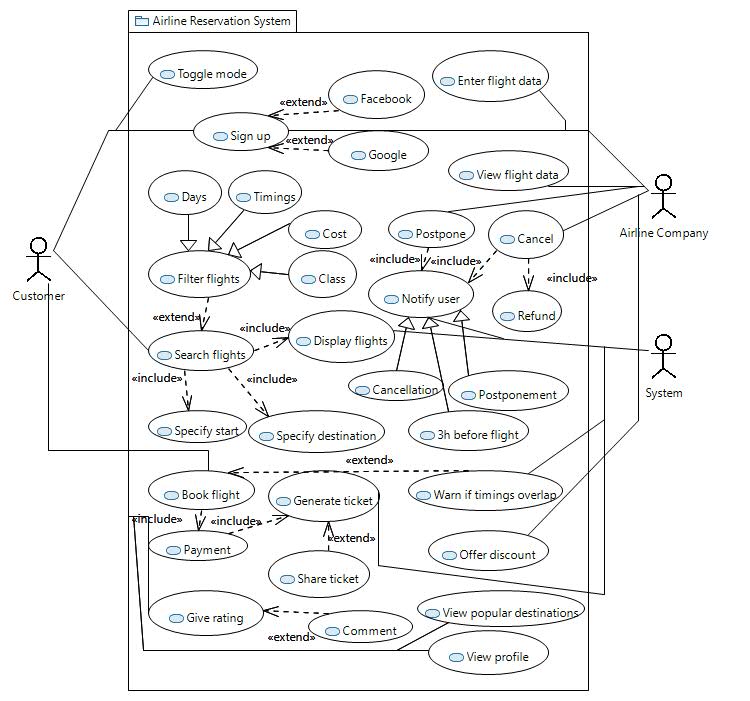 Airline Reservation System
Toggle mode
Enter flight data
«extend»
Facebook
Sign up
«extend»
Google
View flight data
Days
Timings
Cost
Postpone
Cancel
Airline Company
«include»
«include»
Filter flights
Class
«include»
Customer
Notify user
Refund
«extend»
«include»
Display flights
Search flights
«include»
«include»
Cancellation
Postponement
System
Specify start
Specify destination
3h before flight
«extend»
Book flight
Generate ticket
Warn if timings overlap
«include»
«include»
«extend»
Payment
Offer discount
Share ticket
Give rating
View popular destinations
«extend»
Comment
View profile